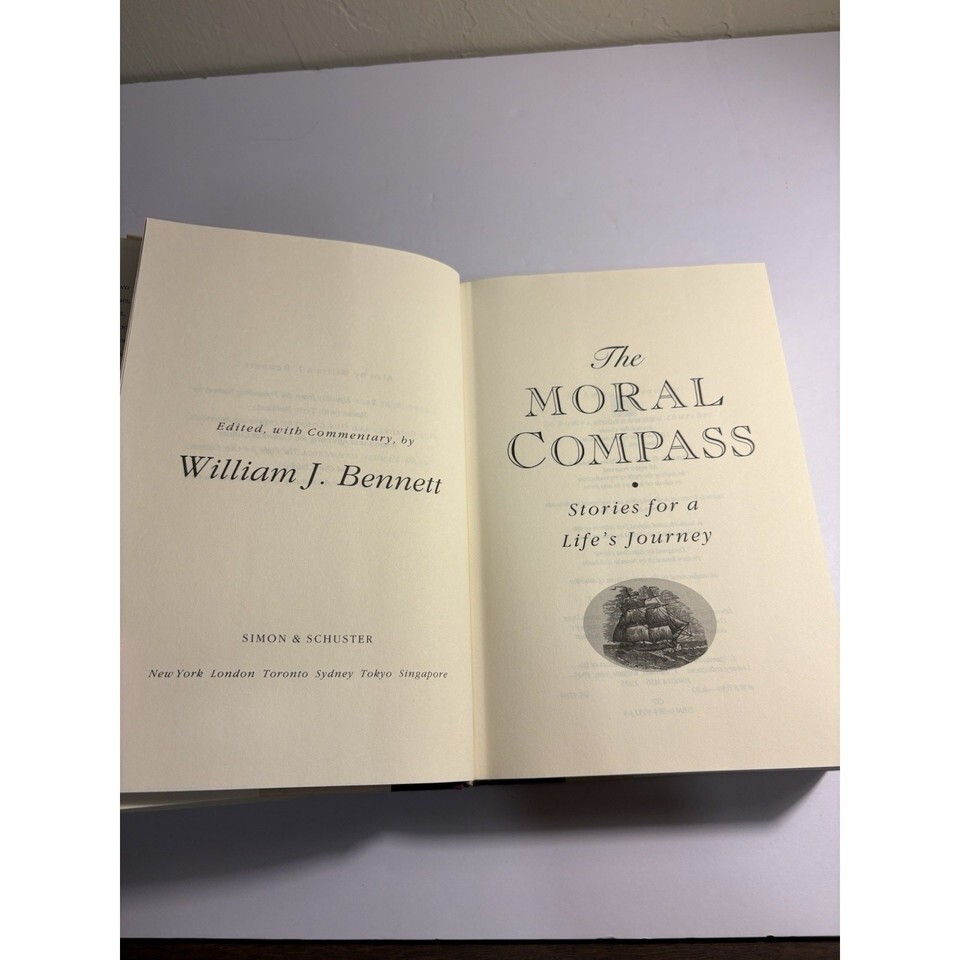 Edited, with Commentary, by
William J. Bennett
SIMON & SCHUSTER
New York London Toronto Sydney Tokyo Singapore
The
MORAL
COMPASS
•
Stories for a
Life's Journey